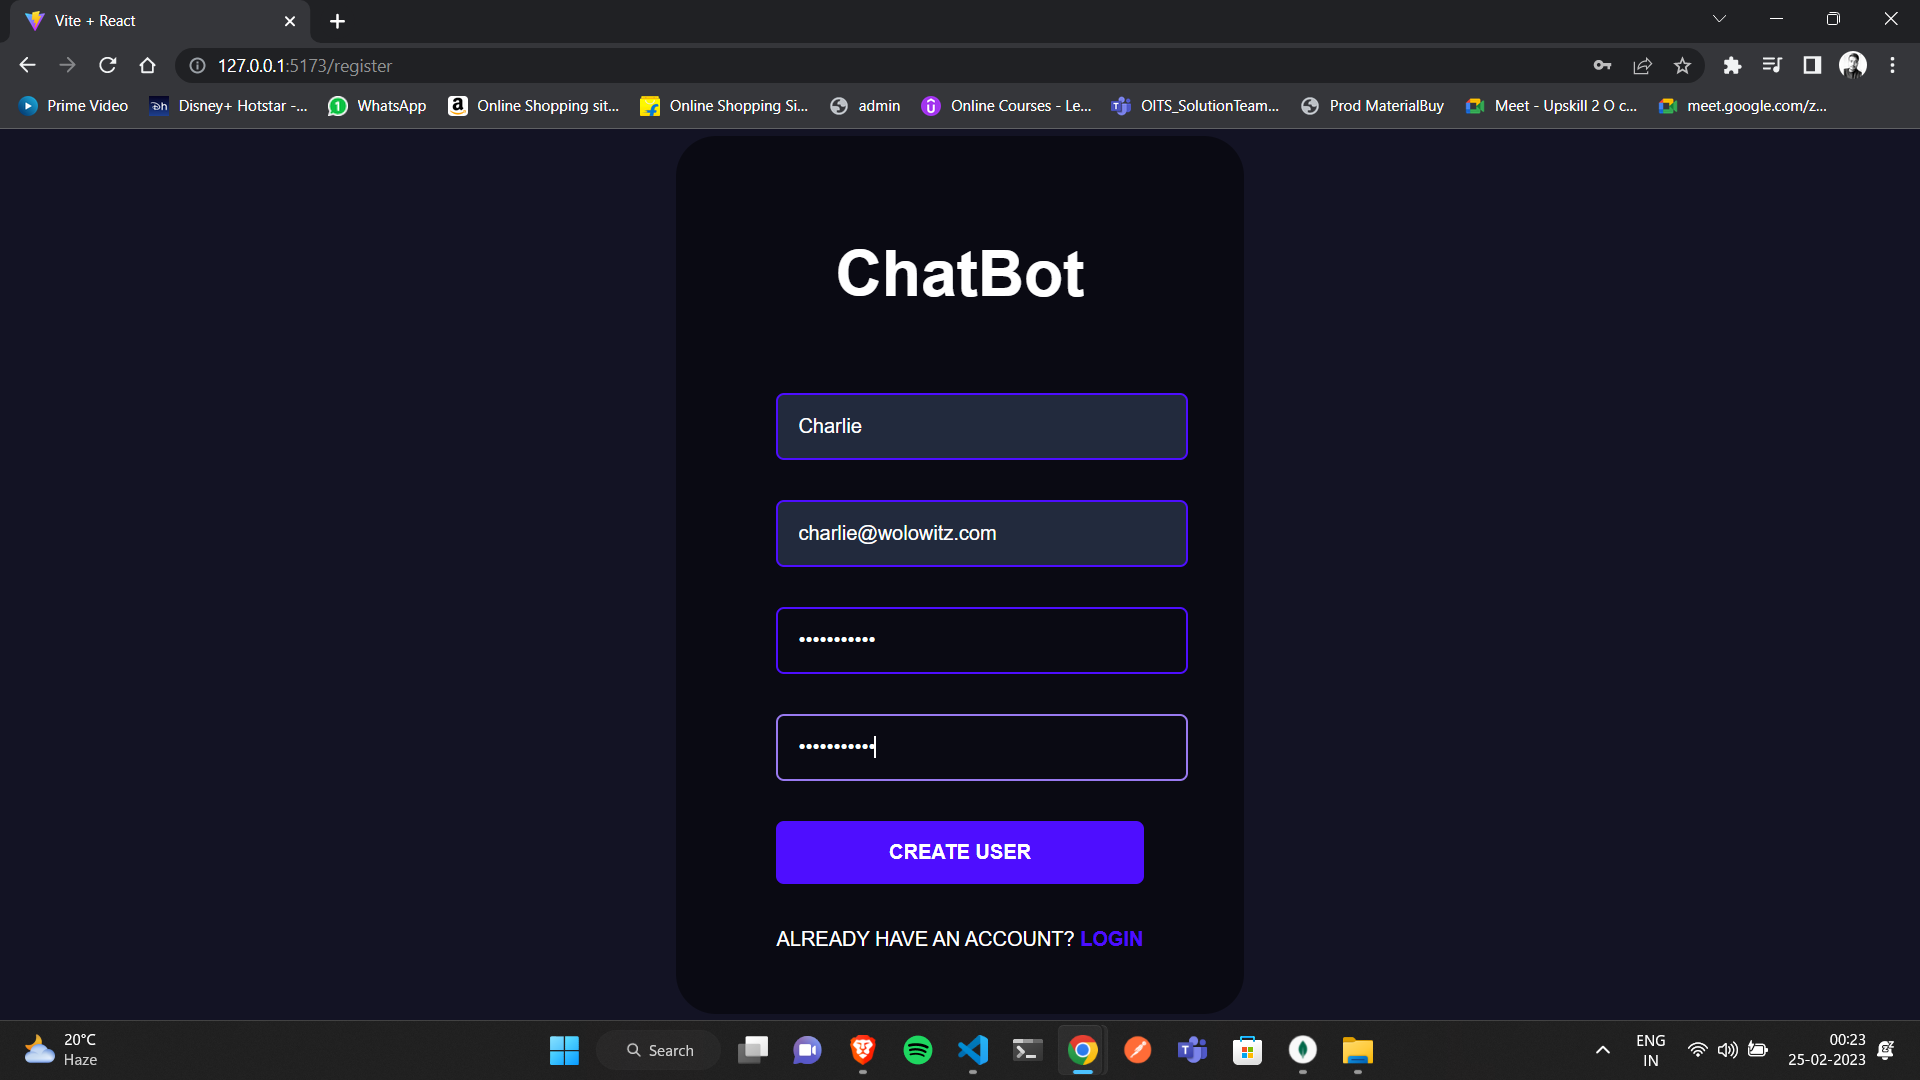 Vite + React
127.0.0.1:5173/register
Prime Video
Disney+ Hotstar -...
WhatsApp
Online Shopping sit...
Online Shopping Si...
admin
Online Courses - Le...
OITS_SolutionTeam...
Prod MaterialBuy
Meet - Upskill 2 O c...
meet.google.com/z...
ChatBot
Charlie
charlie@wolowitz.com
•••••••••••
•••••••••••
CREATE USER
ALREADY HAVE AN ACCOUNT? LOGIN
20°C
Haze
Search
ENG
IN
00:23
25-02-2023